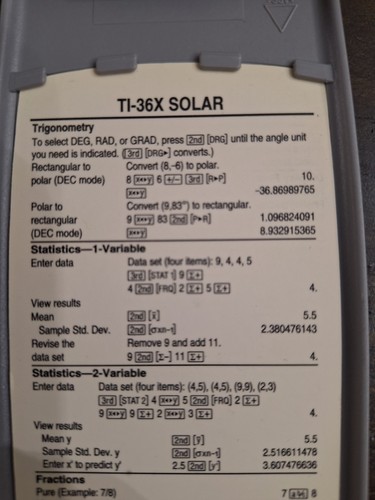 TI-36X SOLAR
Trigonometry
To select DEG, RAD, or GRAD, press [2nd] [DRG] until the angle unit
you need is indicated. ([3rd] [DRG▸] converts.)
Rectangular to Convert (8,-6) to polar.
polar (DEC mode) 8 [x↔y] 6 [+/-] [3rd] [R▸P] 10.
[x↔y] -36.86989765
Polar to Convert (9,83°) to rectangular.
rectangular 9 [x↔y] 83 [2nd] [P▸R] 1.096824091
(DEC mode) [x↔y] 8.932915365
Statistics—1-Variable
Enter data Data set (four items): 9, 4, 4, 5
[3rd] [STAT 1] 9 [Σ+]
4 [2nd] [FRQ] 2 [Σ+] 5 [Σ+] 4.
View results
Mean [2nd] [x̄] 5.5
Sample Std. Dev. [2nd] [σxn-1] 2.380476143
Revise the Remove 9 and add 11.
data set 9 [2nd] [Σ-] 11 [Σ+] 4.
Statistics—2-Variable
Enter data Data set (four items): (4,5), (4,5), (9,9), (2,3)
[3rd] [STAT 2] 4 [x↔y] 5 [2nd] [FRQ] 2 [Σ+]
9 [x↔y] 9 [Σ+] 2 [x↔y] 3 [Σ+] 4.
View results
Mean y [2nd] [ȳ] 5.5
Sample Std. Dev. y [2nd] [σxn-1] 2.516611478
Enter x' to predict y' 2.5 [2nd] [y'] 3.607476636
Fractions
Pure (Example: 7/8) 7 [a b/c] 8